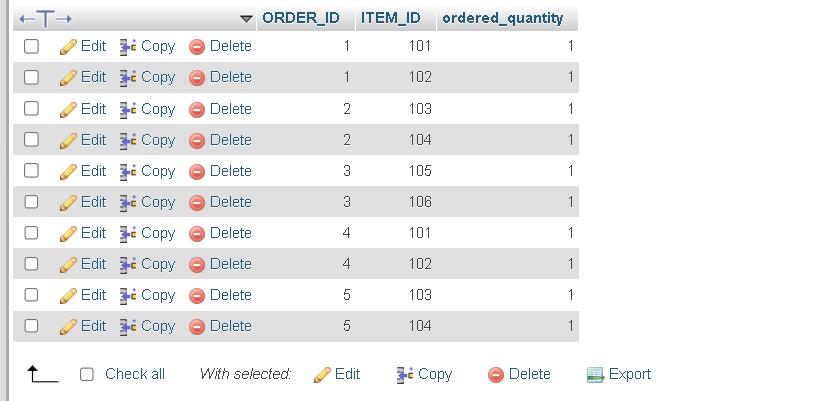 ORDER_ID ITEM_ID ordered_quantity
Edit Copy Delete 1 101 1
Edit Copy Delete 1 102 1
Edit Copy Delete 2 103 1
Edit Copy Delete 2 104 1
Edit Copy Delete 3 105 1
Edit Copy Delete 3 106 1
Edit Copy Delete 4 101 1
Edit Copy Delete 4 102 1
Edit Copy Delete 5 103 1
Edit Copy Delete 5 104 1
Check all With selected: Edit Copy Delete Export